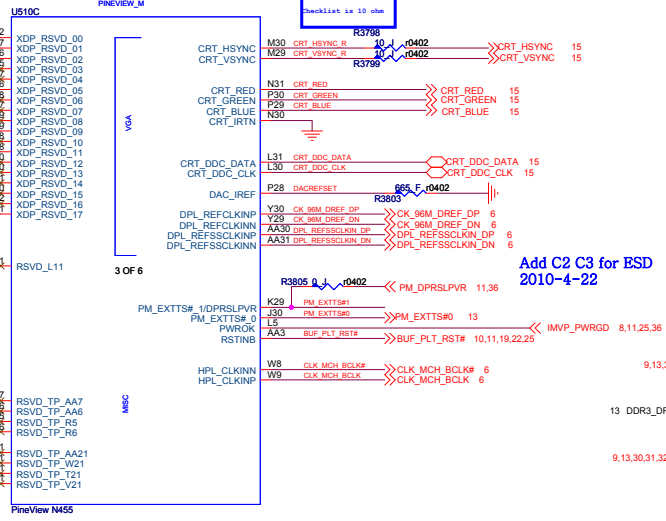 PINEVIEW_M
U510C
Checklist is 10 ohm
R3798
XDP_RSVD_00
XDP_RSVD_01
XDP_RSVD_02
XDP_RSVD_03
XDP_RSVD_04
XDP_RSVD_05
XDP_RSVD_06
XDP_RSVD_07
XDP_RSVD_08
XDP_RSVD_09
XDP_RSVD_10
XDP_RSVD_11
XDP_RSVD_12
XDP_RSVD_13
XDP_RSVD_14
XDP_RSVD_15
XDP_RSVD_16
XDP_RSVD_17
RSVD_L11
RSVD_TP_AA7
RSVD_TP_AA6
RSVD_TP_R5
RSVD_TP_R6
RSVD_TP_AA21
RSVD_TP_W21
RSVD_TP_T21
RSVD_TP_V21
VGA
3 OF 6
MISC
CRT_HSYNC M30 CRT_HSYNC_R 10 J r0402 CRT_HSYNC 15
CRT_VSYNC M29 CRT_VSYNC_R 10 J r0402 CRT_VSYNC 15
R3799
CRT_RED N31 CRT_RED CRT_RED 15
CRT_GREEN P30 CRT_GREEN CRT_GREEN 15
CRT_BLUE P29 CRT_BLUE CRT_BLUE 15
CRT_IRTN N30
CRT_DDC_DATA L31 CRT_DDC_DATA CRT_DDC_DATA 15
CRT_DDC_CLK L30 CRT_DDC_CLK CRT_DDC_CLK 15
DAC_IREF P28 DACREFSET 665 F r0402
R3803
DPL_REFCLKINP Y30 CK_96M_DREF_DP CK_96M_DREF_DP 6
DPL_REFCLKINN Y29 CK_96M_DREF_DN CK_96M_DREF_DN 6
DPL_REFSSCLKINP AA30 DPL_REFSSCLKIN_DP DPL_REFSSCLKIN_DP 6
DPL_REFSSCLKINN AA31 DPL_REFSSCLKIN_DN DPL_REFSSCLKIN_DN 6
Add C2 C3 for ESD
2010-4-22
R3805 0 J r0402 PM_DPRSLPVR 11,36
PM_EXTTS#_1/DPRSLPVR K29 PM_EXTTS#1
PM_EXTTS#_0 J30 PM_EXTTS#0 PM_EXTTS#0 13
PWROK L5 IMVP_PWRGD 8,11,25,36
RSTINB AA3 BUF_PLT_RST# BUF_PLT_RST# 10,11,19,22,25
HPL_CLKINN W8 CLK_MCH_BCLK# CLK_MCH_BCLK# 6
HPL_CLKINP W9 CLK_MCH_BCLK CLK_MCH_BCLK 6
9,13,3
13 DDR3_DF
9,13,30,31,32
PineView N455